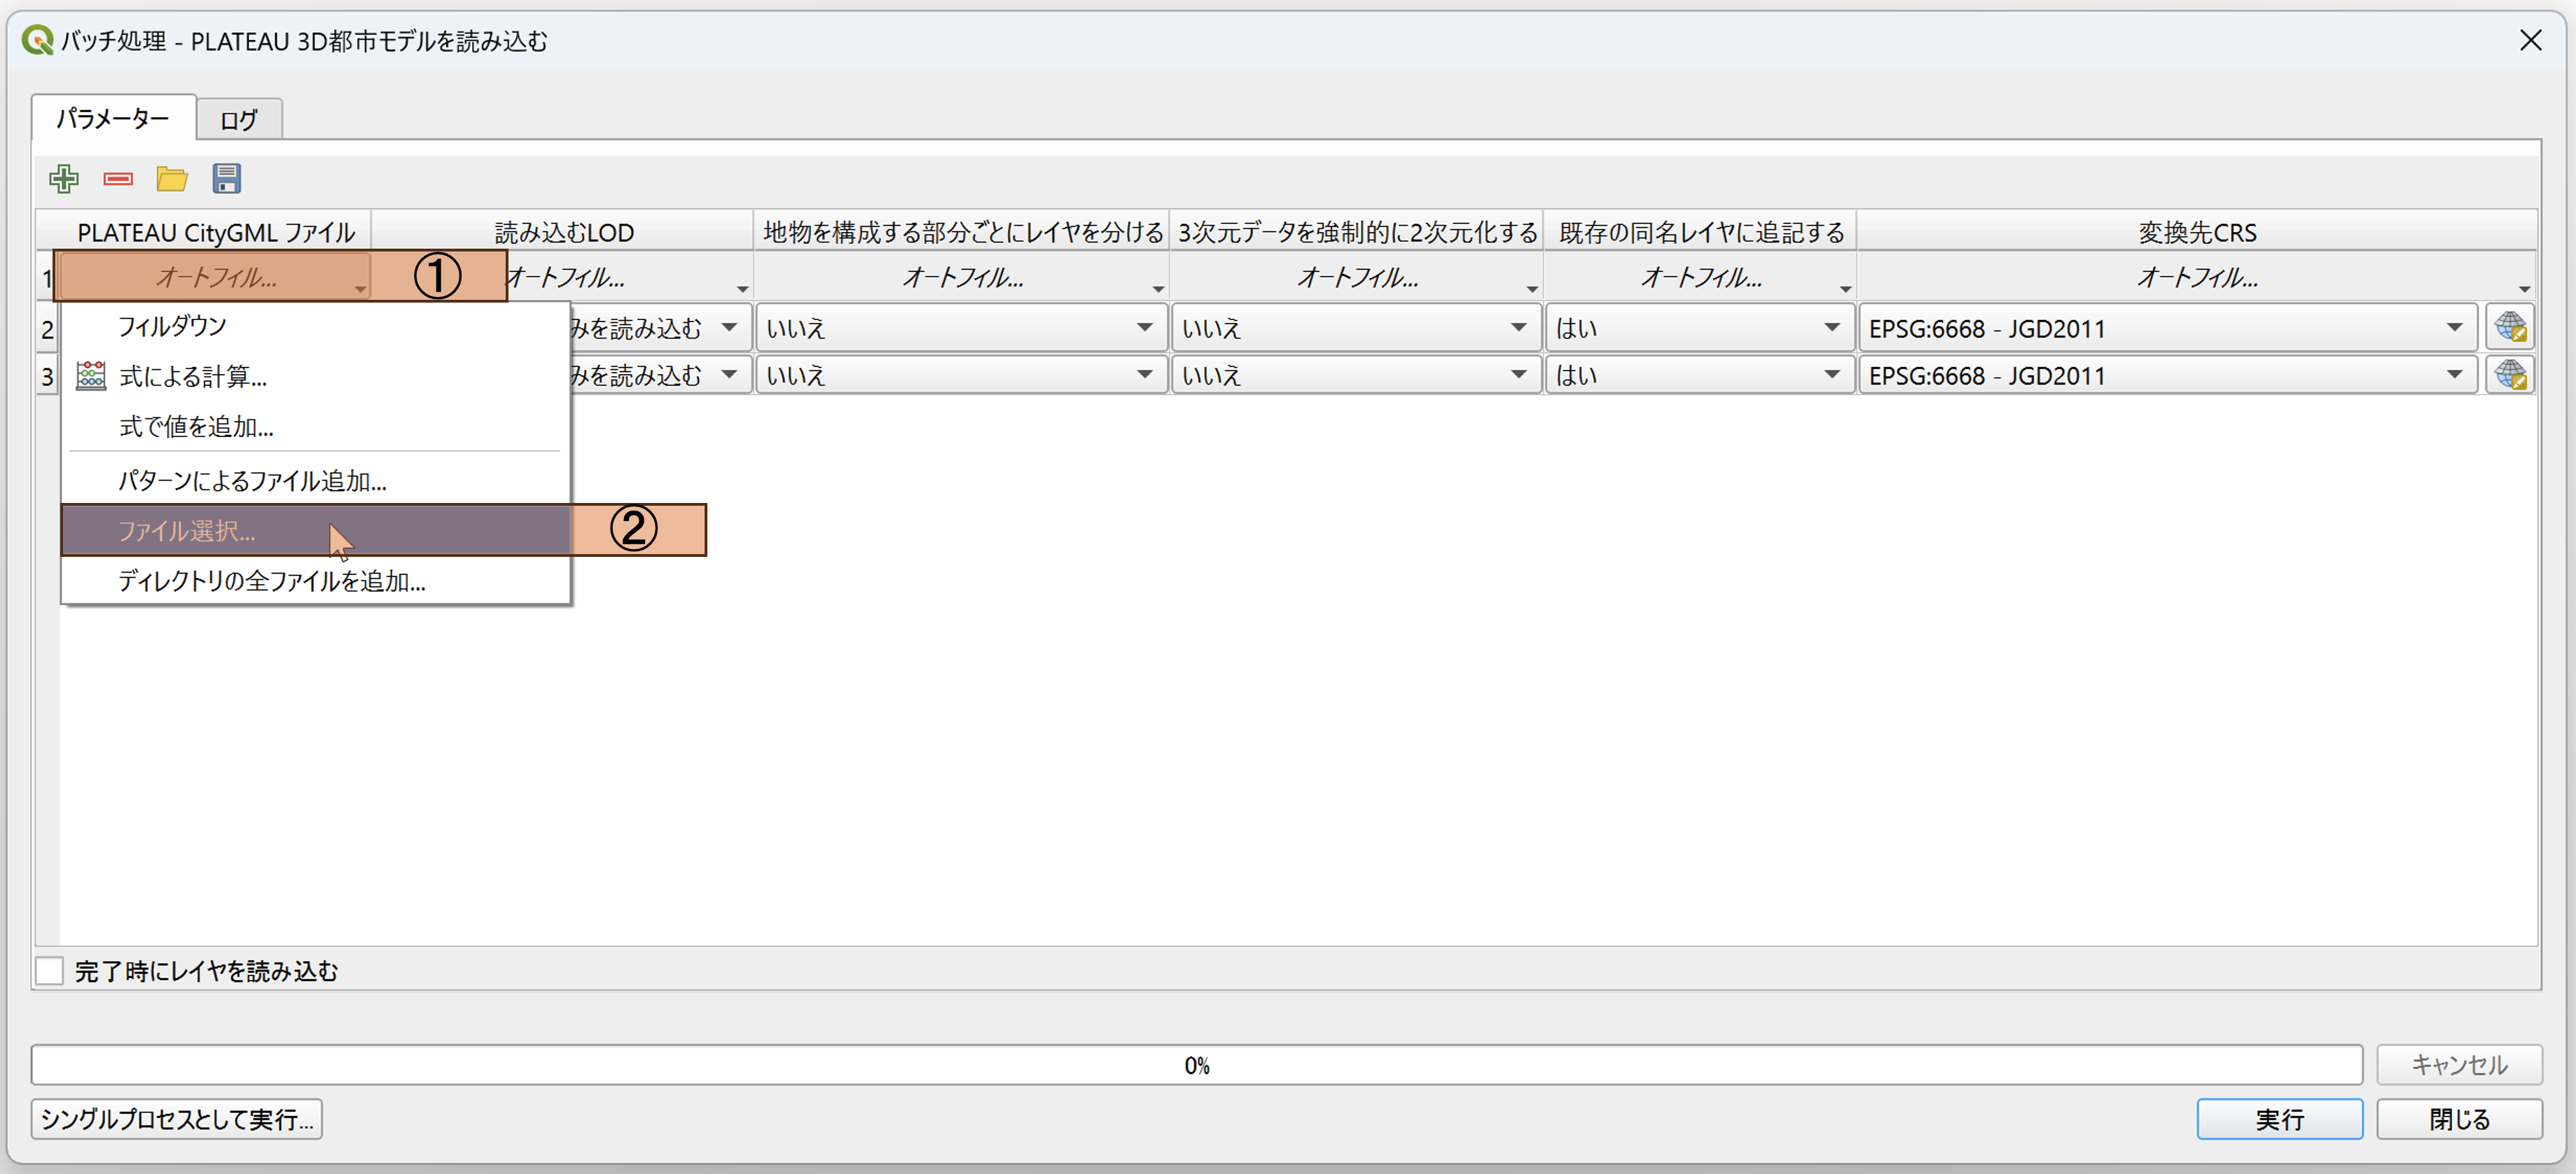 バッチ処理 - PLATEAU 3D都市モデルを読み込む
パラメーター ログ
PLATEAU CityGML ファイル 読み込むLOD 地物を構成する部分ごとにレイヤを分ける 3次元データを強制的に2次元化する 既存の同名レイヤに追記する 変換先CRS
1 オートフィル... ① オートフィル... オートフィル... オートフィル... オートフィル... オートフィル...
2 みを読み込む いいえ いいえ はい EPSG:6668 - JGD2011
3 みを読み込む いいえ いいえ はい EPSG:6668 - JGD2011
フィルダウン
式による計算...
式で値を追加...
パターンによるファイル追加...
ファイル選択... ②
ディレクトリの全ファイルを追加...
完了時にレイヤを読み込む
0% キャンセル
シングルプロセスとして実行... 実行 閉じる